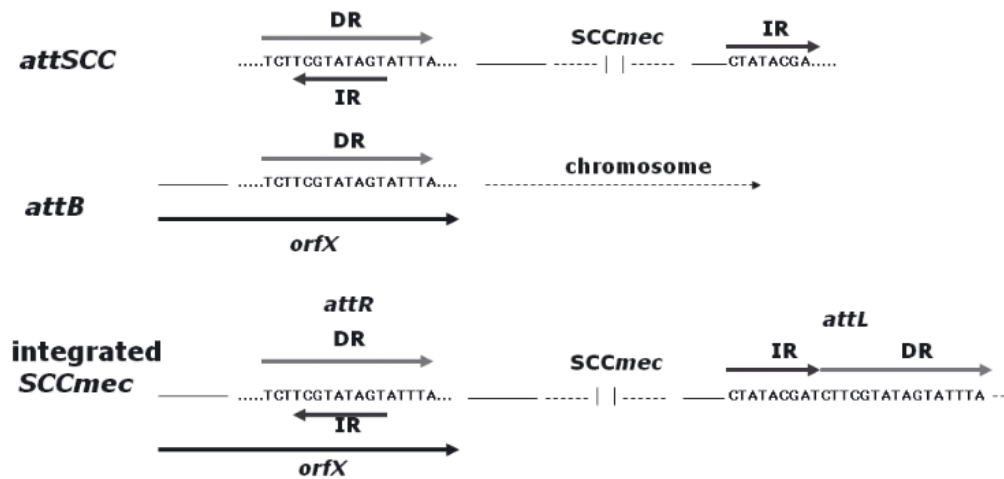 DR
SCCmec
IR
attSCC
.....TCTTCGTATAGTATTTA....
CTATACGA.....
IR
DR
chromosome
.....TCTTCGTATAGTATTTA....
attB
orfX
attR
attL
DR
IR
DR
integrated
SCCmec
SCCmec
.....TCTTCGTATAGTATTTA...
CTATACGATCTTCGTATAGTATTTA
IR
orfX